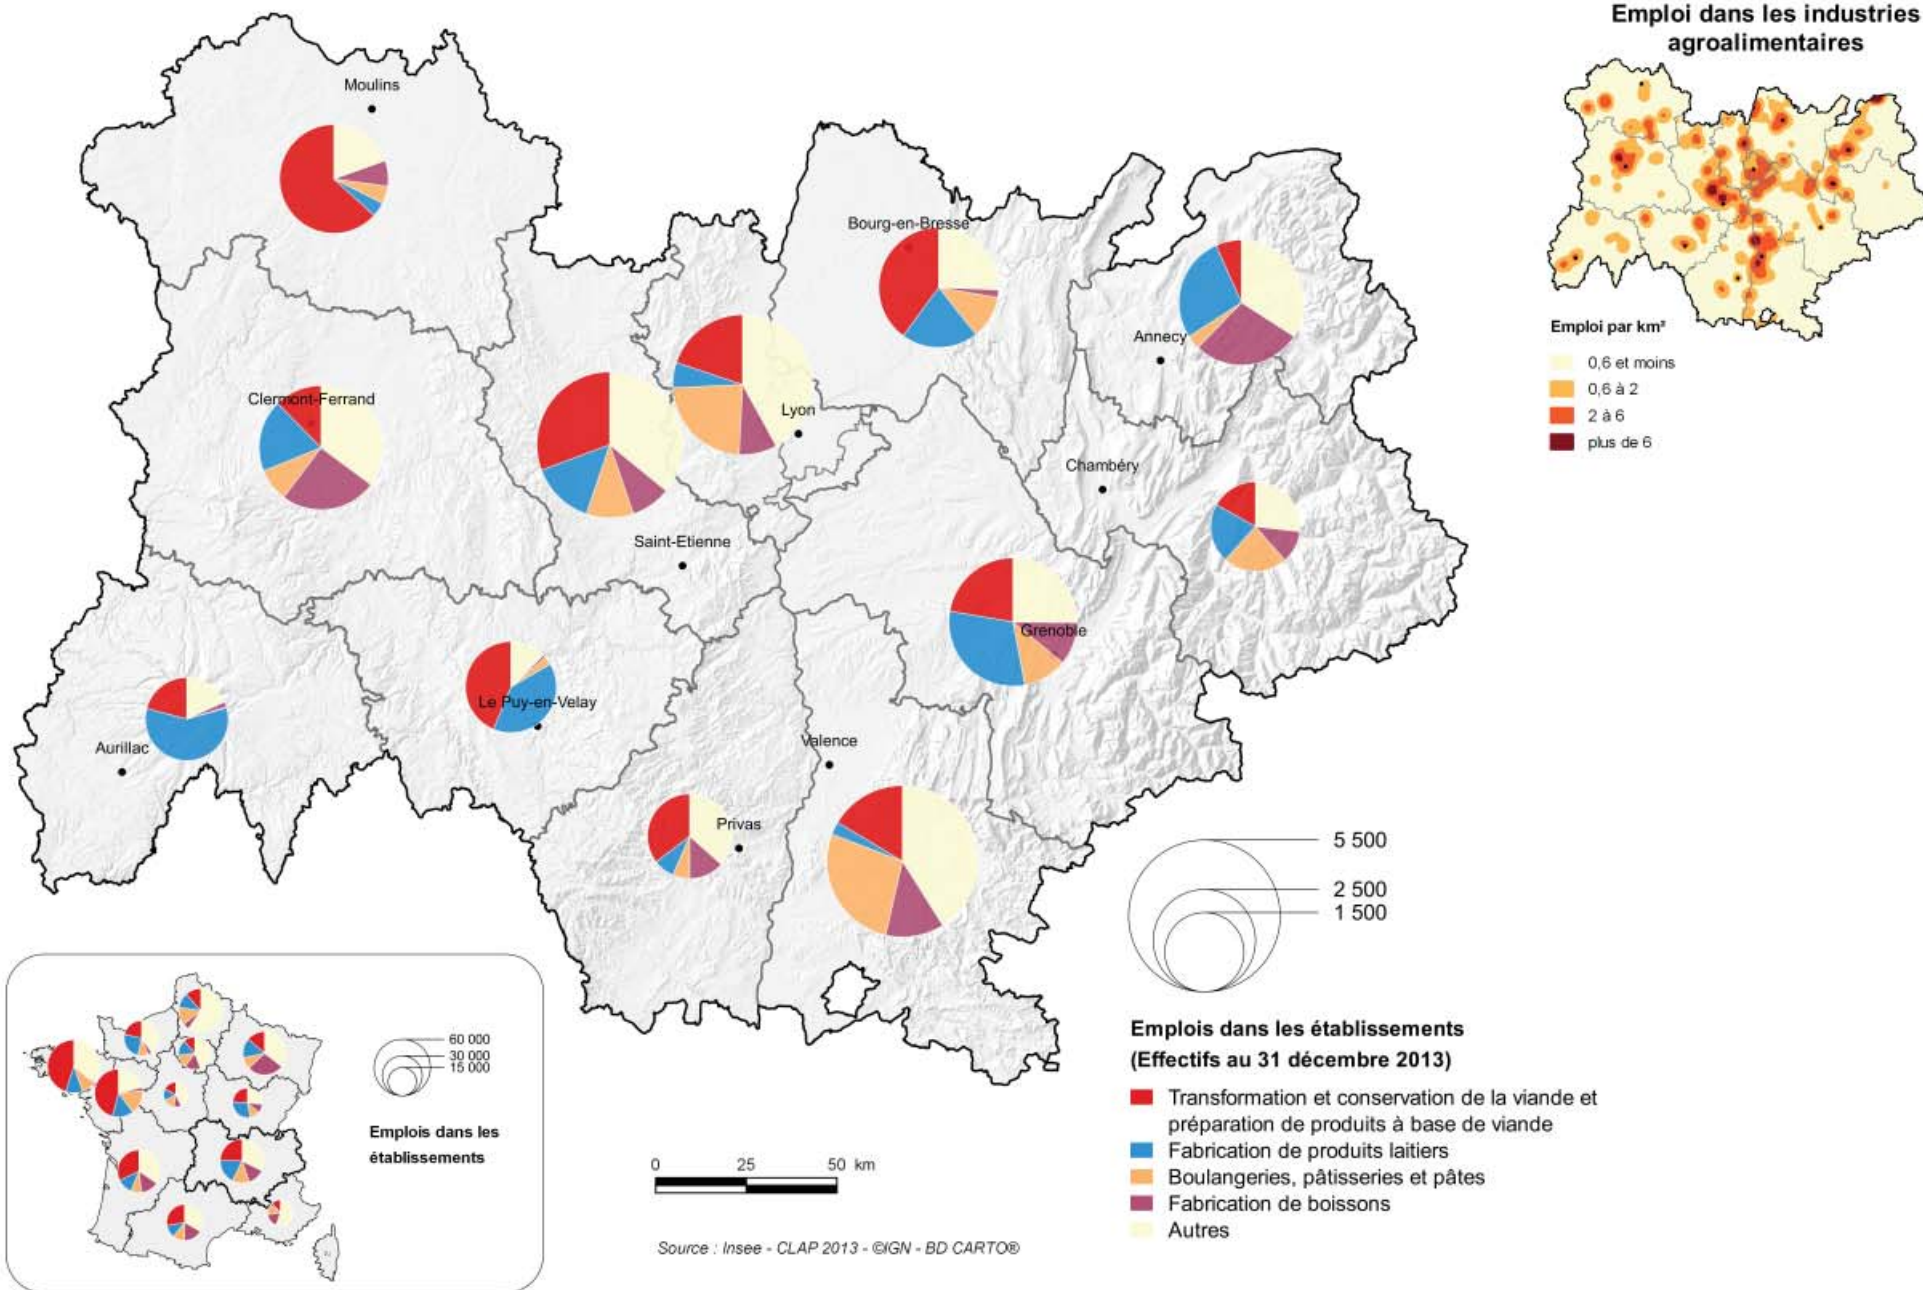 Emploi dans les industries
agroalimentaires
Moulins
Bourg-en-Bresse
Annecy
Clermont-Ferrand
Lyon
Chambéry
Saint-Etienne
Grenoble
Le Puy-en-Velay
Aurillac
Valence
Privas
Emploi par km²
0,6 et moins
0,6 à 2
2 à 6
plus de 6
5 500
2 500
1 500
Emplois dans les établissements
(Effectifs au 31 décembre 2013)
Transformation et conservation de la viande et
préparation de produits à base de viande
Fabrication de produits laitiers
Boulangeries, pâtisseries et pâtes
Fabrication de boissons
Autres
60 000
30 000
15 000
Emplois dans les
établissements
0 25 50 km
Source : Insee - CLAP 2013 - ©IGN - BD CARTO®